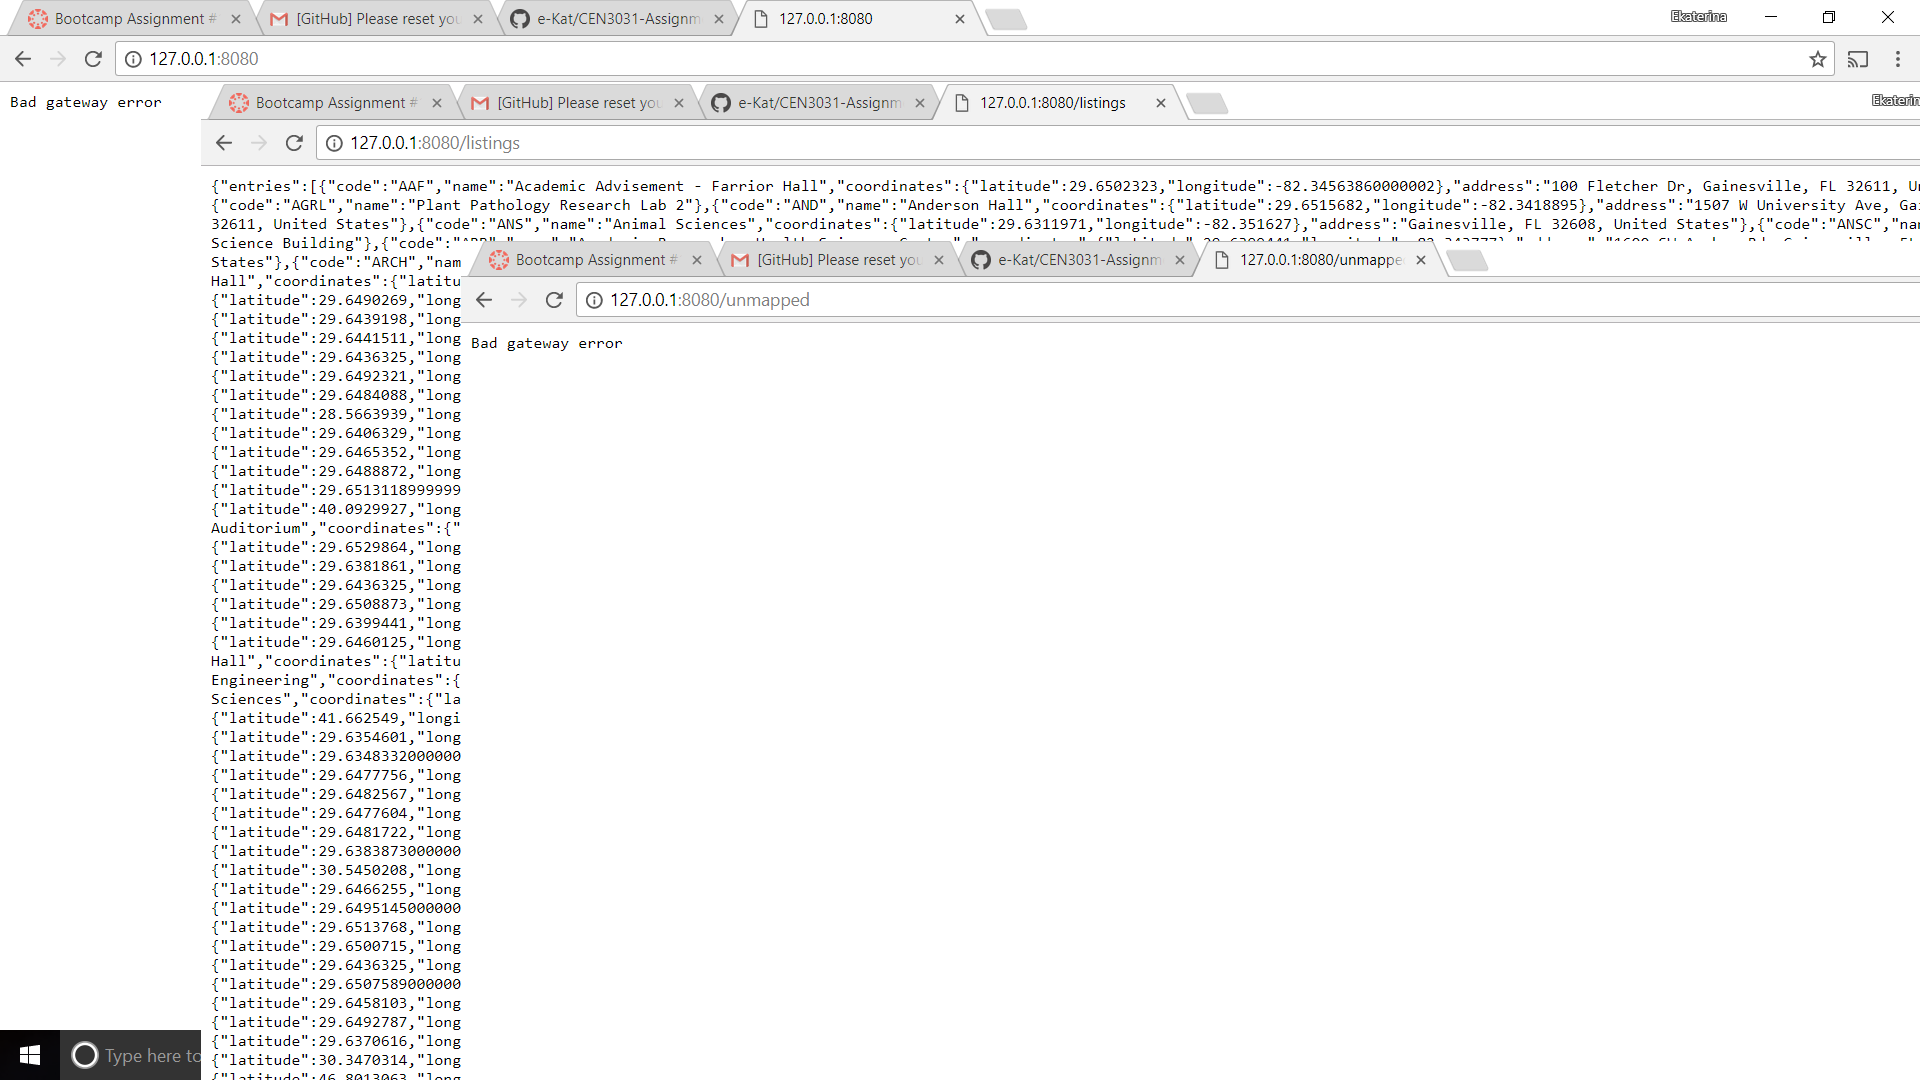 Bootcamp Assignment #
[GitHub] Please reset you
e-Kat/CEN3031-Assignm
127.0.0.1:8080
Ekaterina
127.0.0.1:8080
Bad gateway error
Bootcamp Assignment #
[GitHub] Please reset you
e-Kat/CEN3031-Assignm
127.0.0.1:8080/listings
Ekaterin
127.0.0.1:8080/listings
{"entries":[{"code":"AAF","name":"Academic Advisement - Farrior Hall","coordinates":{"latitude":29.6502323,"longitude":-82.34563860000002},"address":"100 Fletcher Dr, Gainesville, FL 32611, Un
{"code":"AGRL","name":"Plant Pathology Research Lab 2"},{"code":"AND","name":"Anderson Hall","coordinates":{"latitude":29.6515682,"longitude":-82.3418895},"address":"1507 W University Ave, Ga
32611, United States"},{"code":"ANS","name":"Animal Sciences","coordinates":{"latitude":29.6311971,"longitude":-82.351627},"address":"Gainesville, FL 32608, United States"},{"code":"ANSC","na
Science Building"},{"code":
States"},{"code":"ARCH","nam
Bootcamp Assignment #
[GitHub] Please reset you
e-Kat/CEN3031-Assignm
127.0.0.1:8080/unmappe
127.0.0.1:8080/unmapped
Bad gateway error
Hall","coordinates":{"latitu
{"latitude":29.6490269,"long
{"latitude":29.6439198,"long
{"latitude":29.6441511,"long
{"latitude":29.6436325,"long
{"latitude":29.6492321,"long
{"latitude":29.6484088,"long
{"latitude":28.5663939,"long
{"latitude":29.6406329,"long
{"latitude":29.6465352,"long
{"latitude":29.6488872,"long
{"latitude":29.6513118999999
{"latitude":40.0929927,"long
Auditorium","coordinates":{"
{"latitude":29.6529864,"long
{"latitude":29.6381861,"long
{"latitude":29.6436325,"long
{"latitude":29.6508873,"long
{"latitude":29.6399441,"long
{"latitude":29.6460125,"long
Hall","coordinates":{"latitu
Engineering","coordinates":{
Sciences","coordinates":{"la
{"latitude":41.662549,"longi
{"latitude":29.6354601,"long
{"latitude":29.6348332000000
{"latitude":29.6477756,"long
{"latitude":29.6482567,"long
{"latitude":29.6477604,"long
{"latitude":29.6481722,"long
{"latitude":29.6383873000000
{"latitude":30.5450208,"long
{"latitude":29.6466255,"long
{"latitude":29.6495145000000
{"latitude":29.6513768,"long
{"latitude":29.6500715,"long
{"latitude":29.6436325,"long
{"latitude":29.6507589000000
{"latitude":29.6458103,"long
{"latitude":29.6492787,"long
{"latitude":29.6370616,"long
{"latitude":30.3470314,"long
{"latitude":46.8013063,"long
Type here to